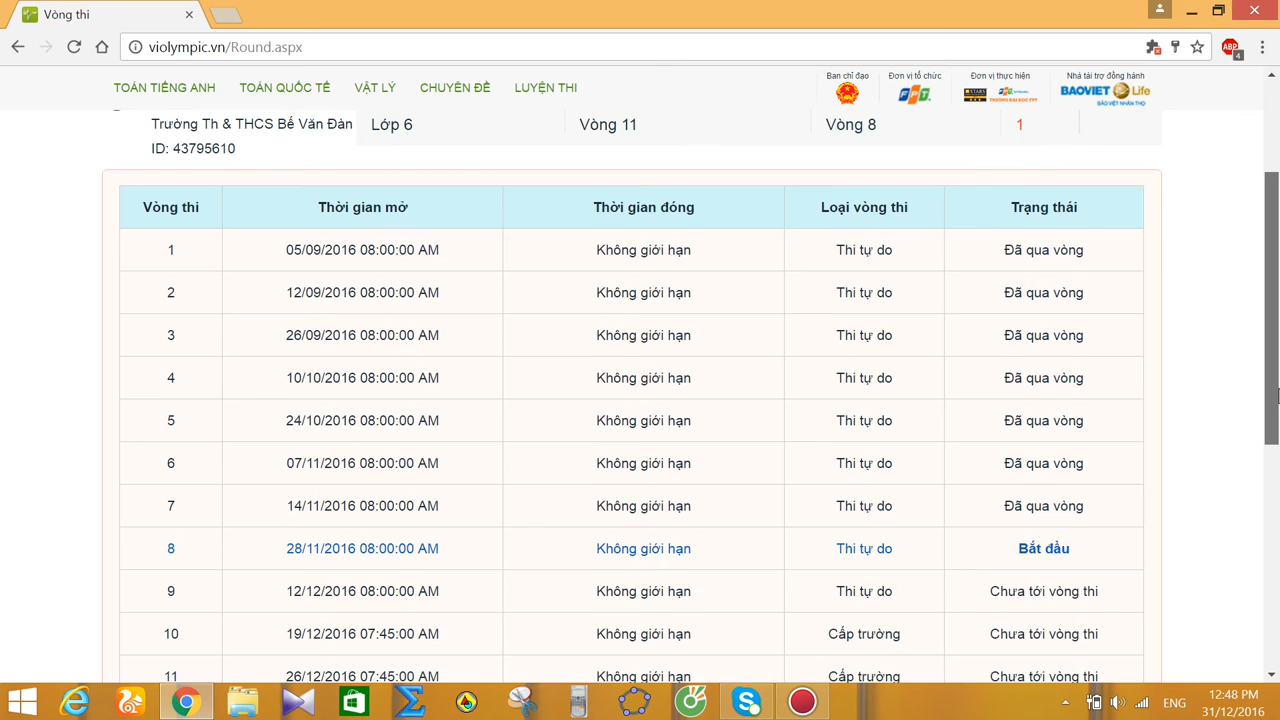 Vòng thi
violympic.vn/Round.aspx
ABP
4
TOÁN TIẾNG ANH TOÁN QUỐC TẾ VẬT LÝ CHUYÊN ĐỀ LUYỆN THI
Ban chỉ đạo Đơn vị tổ chức Đơn vị thực hiện Nhà tài trợ đồng hành
FPT BAOVIET Life
BẢO VIỆT NHÂN THỌ
Trường Th & THCS Bế Văn Đàn Lớp 6 Vòng 11 Vòng 8 1
ID: 43795610
Vòng thi Thời gian mở Thời gian đóng Loại vòng thi Trạng thái
1 05/09/2016 08:00:00 AM Không giới hạn Thi tự do Đã qua vòng
2 12/09/2016 08:00:00 AM Không giới hạn Thi tự do Đã qua vòng
3 26/09/2016 08:00:00 AM Không giới hạn Thi tự do Đã qua vòng
4 10/10/2016 08:00:00 AM Không giới hạn Thi tự do Đã qua vòng
5 24/10/2016 08:00:00 AM Không giới hạn Thi tự do Đã qua vòng
6 07/11/2016 08:00:00 AM Không giới hạn Thi tự do Đã qua vòng
7 14/11/2016 08:00:00 AM Không giới hạn Thi tự do Đã qua vòng
8 28/11/2016 08:00:00 AM Không giới hạn Thi tự do Bắt đầu
9 12/12/2016 08:00:00 AM Không giới hạn Thi tự do Chưa tới vòng thi
10 19/12/2016 07:45:00 AM Không giới hạn Cấp trường Chưa tới vòng thi
11 26/12/2016 07:45:00 AM Không giới hạn Cấp trường Chưa tới vòng thi
ENG
12:48 PM
31/12/2016